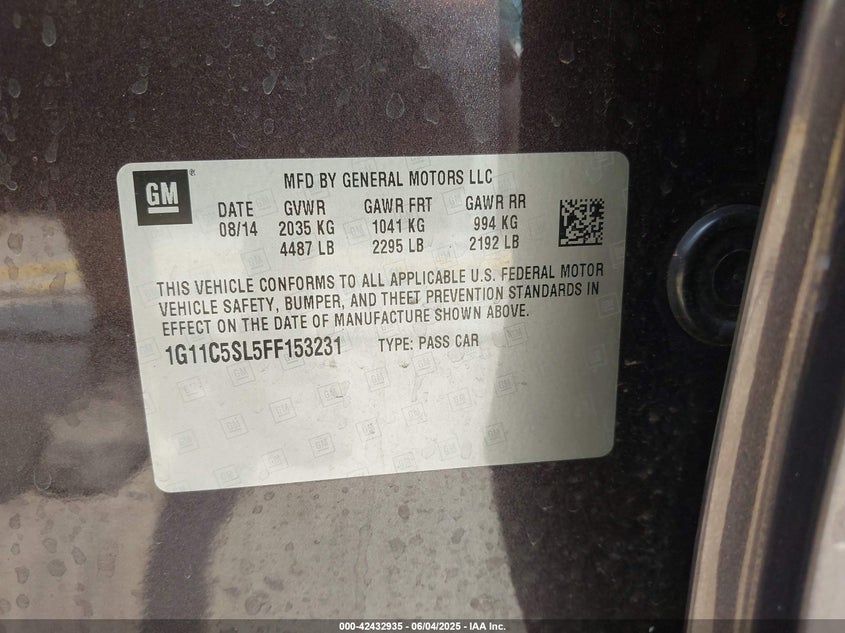 GM®
MFD BY GENERAL MOTORS LLC
DATE GVWR GAWR FRT GAWR RR
08/14 2035 KG 1041 KG 994 KG
4487 LB 2295 LB 2192 LB
THIS VEHICLE CONFORMS TO ALL APPLICABLE U.S. FEDERAL MOTOR
VEHICLE SAFETY, BUMPER, AND THEFT PREVENTION STANDARDS IN
EFFECT ON THE DATE OF MANUFACTURE SHOWN ABOVE.
1G11C5SL5FF153231 TYPE: PASS CAR
000-42432935 - 06/04/2025 - IAA Inc.